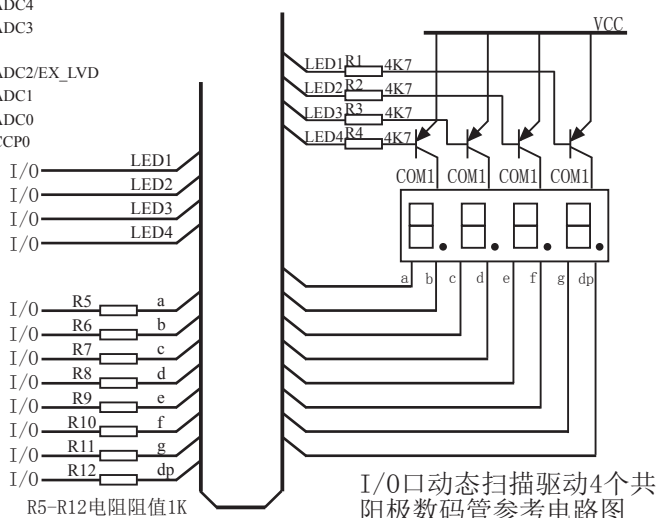 ADC4
ADC3
ADC2/EX_LVD
ADC1
ADC0
CCP0
I/O LED1
I/O LED2
I/O LED3
I/O LED4
I/O R5 a
I/O R6 b
I/O R7 c
I/O R8 d
I/O R9 e
I/O R10 f
I/O R11 g
I/O R12 dp
R5-R12电阻阻值1K
VCC
LED1 R1 4K7
LED2 R2 4K7
LED3 R3 4K7
LED4 R4 4K7
COM1 COM1 COM1 COM1
a b c d e f g dp
I/O口动态扫描驱动4个共
阳极数码管参考电路图